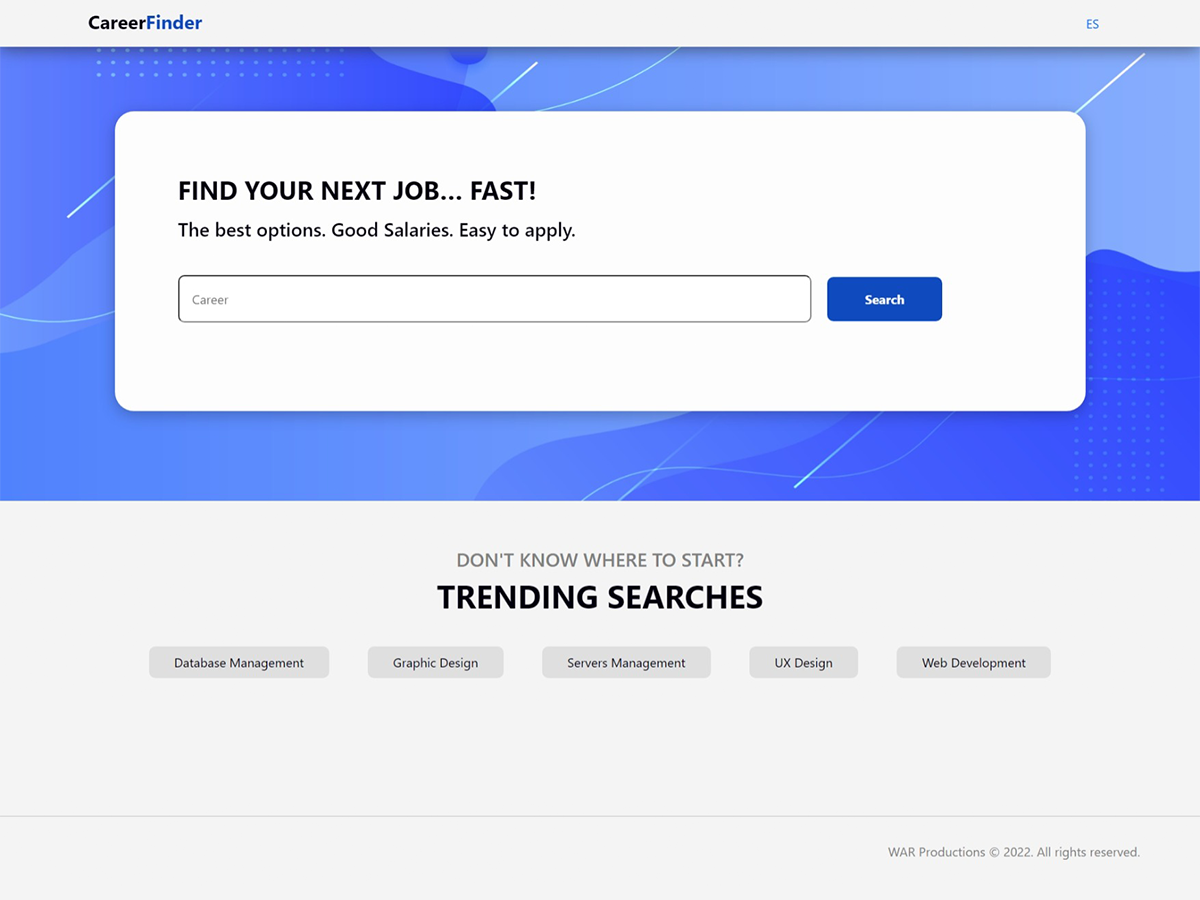 CareerFinder
ES
FIND YOUR NEXT JOB... FAST!
The best options. Good Salaries. Easy to apply.
Career
Search
DON'T KNOW WHERE TO START?
TRENDING SEARCHES
Database Management
Graphic Design
Servers Management
UX Design
Web Development
WAR Productions © 2022. All rights reserved.